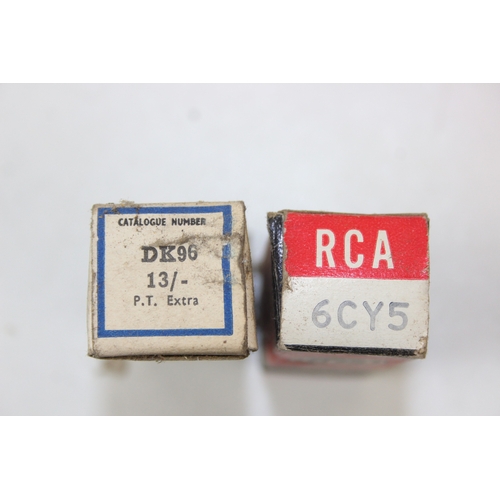 CATALOGUE NUMBER
DK96
13/-
P.T. Extra
RCA
6CY5